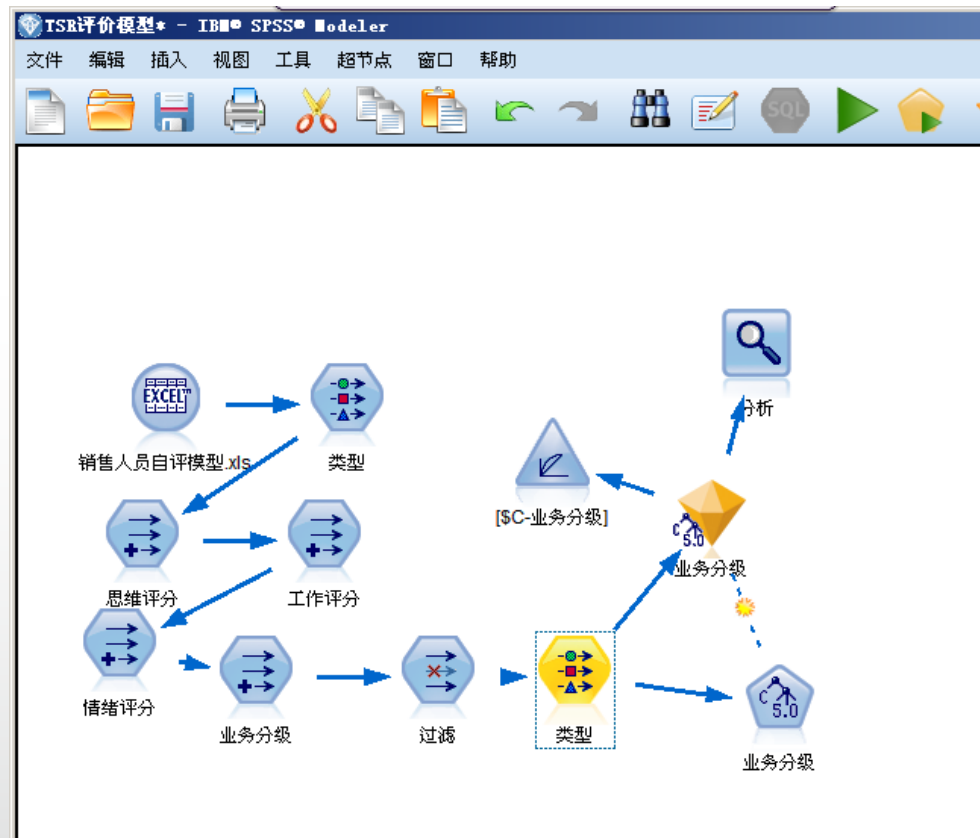 TSR评价模型* - IBM® SPSS® Modeler
文件 编辑 插入 视图 工具 超节点 窗口 帮助
SQL
分析
EXCEL™
销售人员自评模型.xls
类型
[$C-业务分级]
C 5.0
业务分级
思维评分
工作评分
情绪评分
业务分级
过滤
类型
C 5.0
业务分级